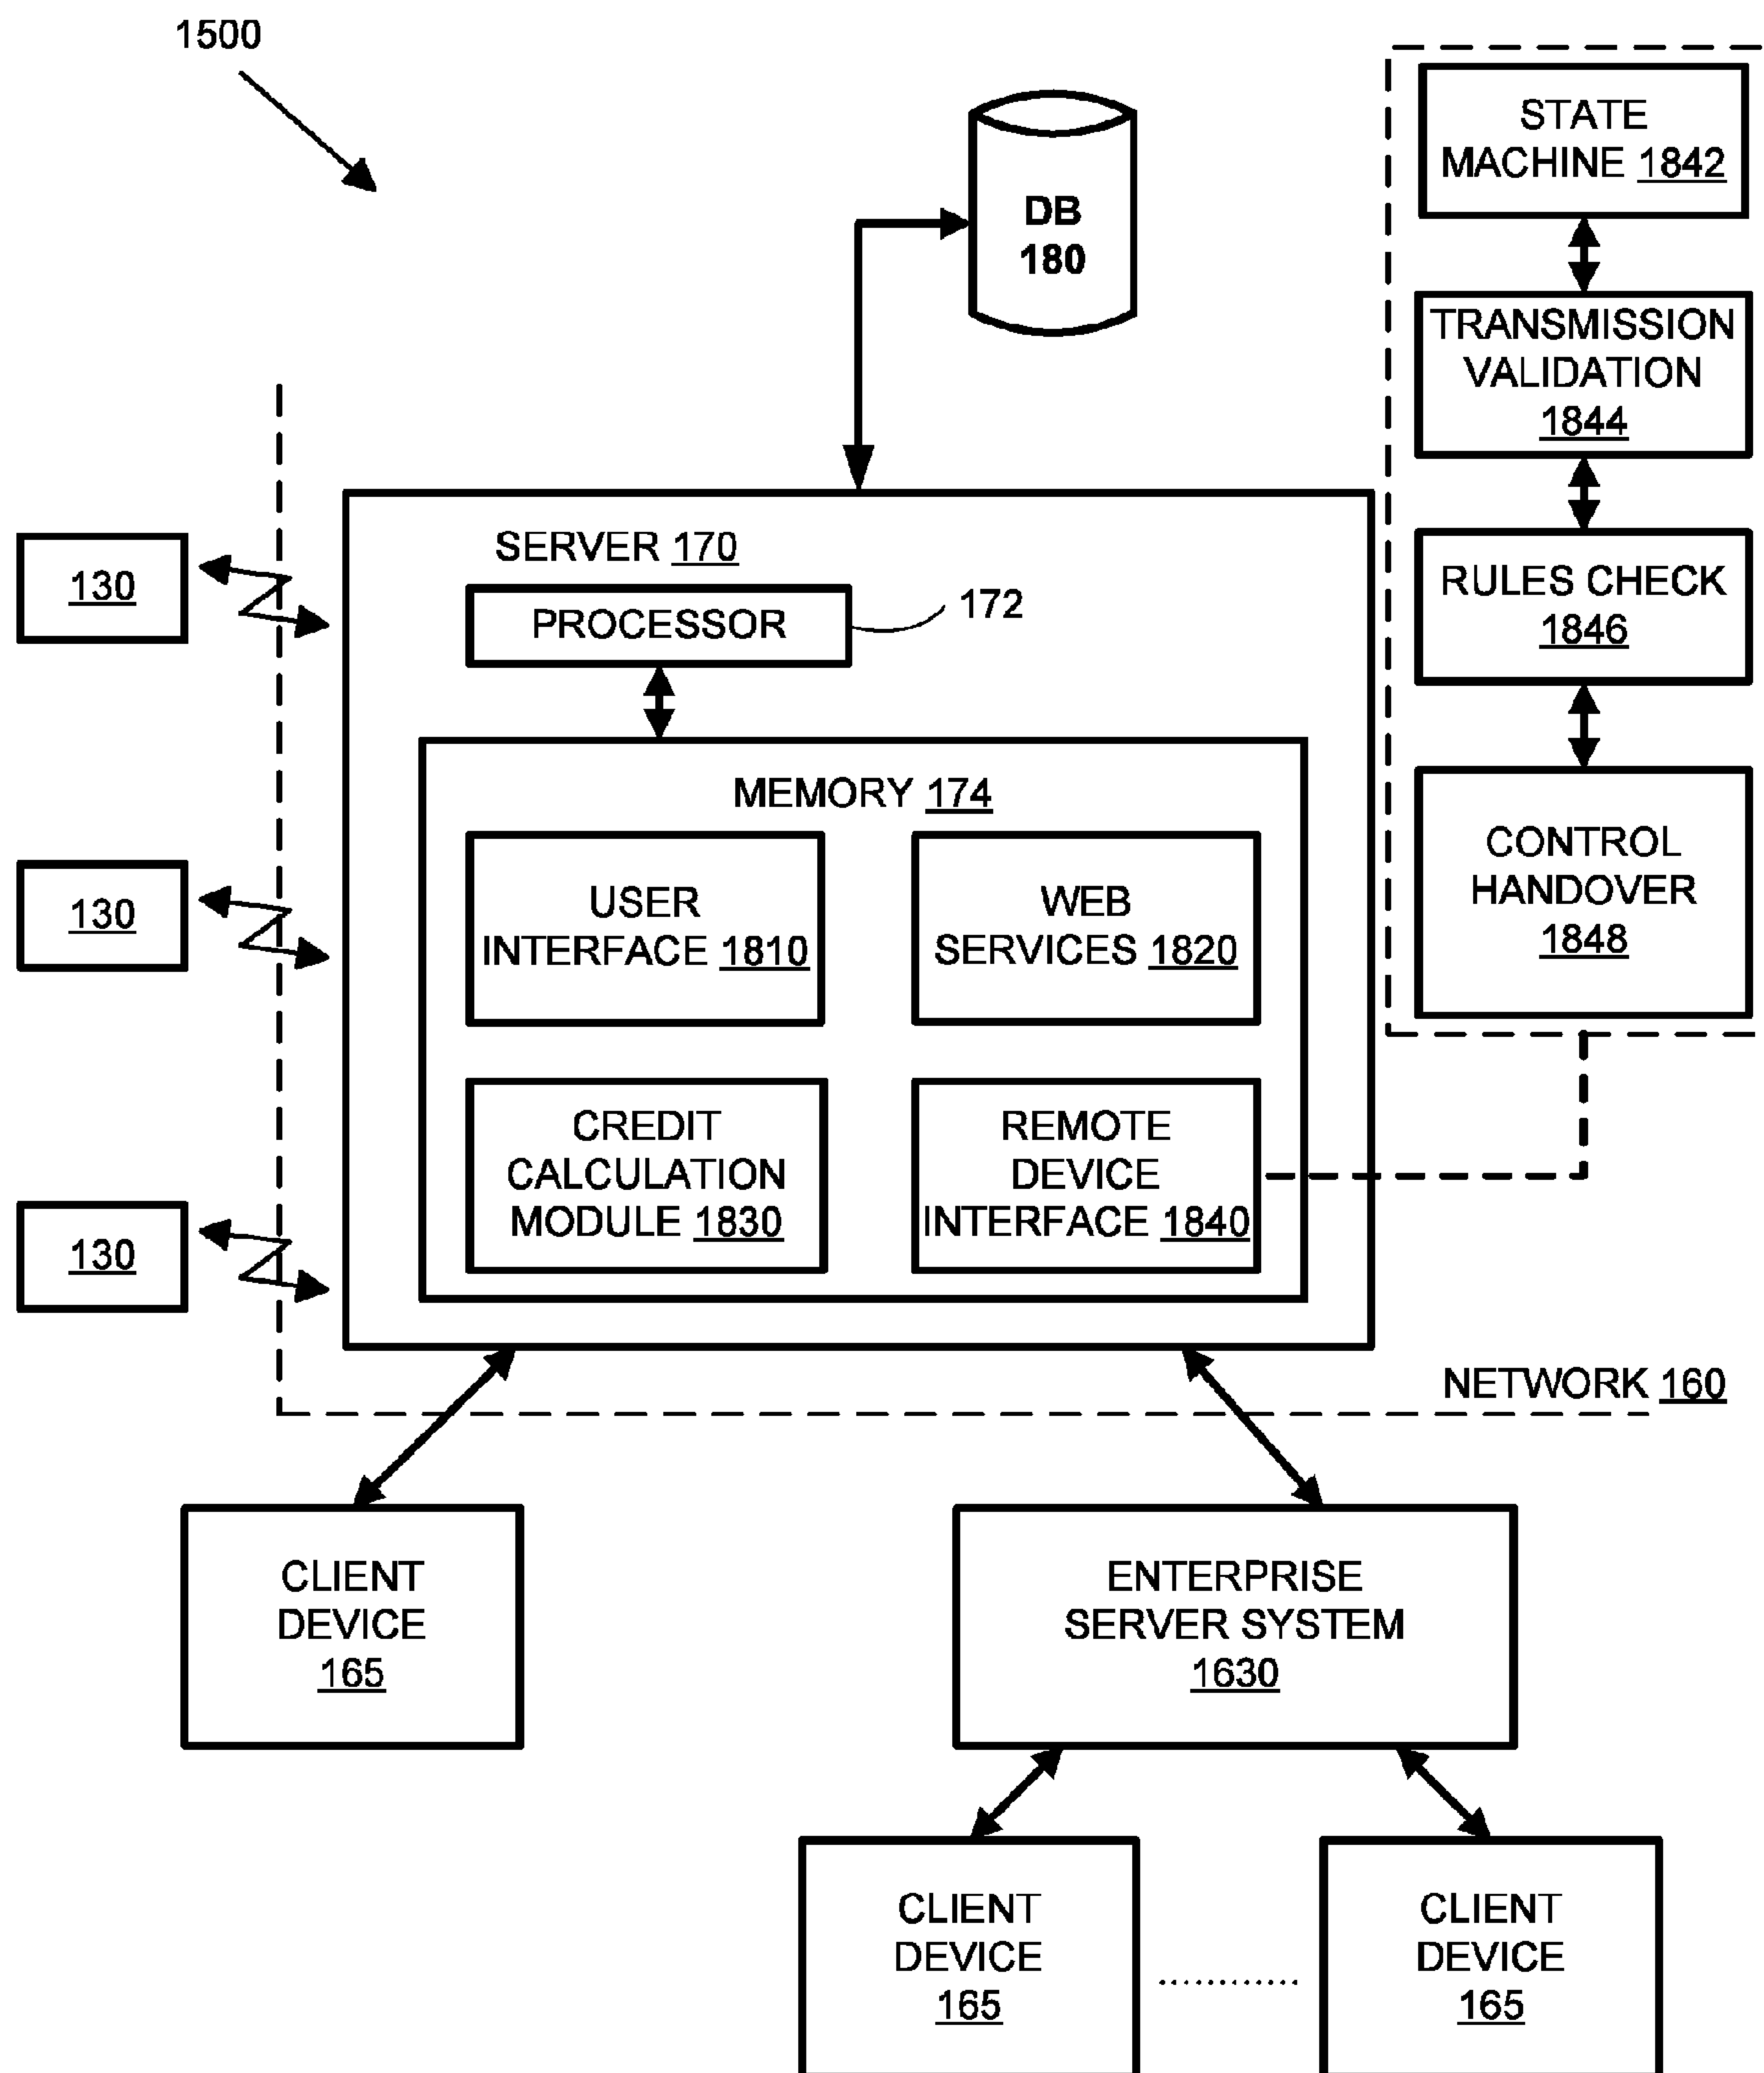 1500
STATE
MACHINE 1842
DB
180
TRANSMISSION
VALIDATION
1844
SERVER 170
PROCESSOR
172
130
RULES CHECK
1846
MEMORY 174
USER
INTERFACE 1810
WEB
SERVICES 1820
130
CONTROL
HANDOVER
1848
CREDIT
CALCULATION
MODULE 1830
REMOTE
DEVICE
INTERFACE 1840
130
NETWORK 160
CLIENT
DEVICE
165
ENTERPRISE
SERVER SYSTEM
1630
CLIENT
DEVICE
165
CLIENT
DEVICE
165